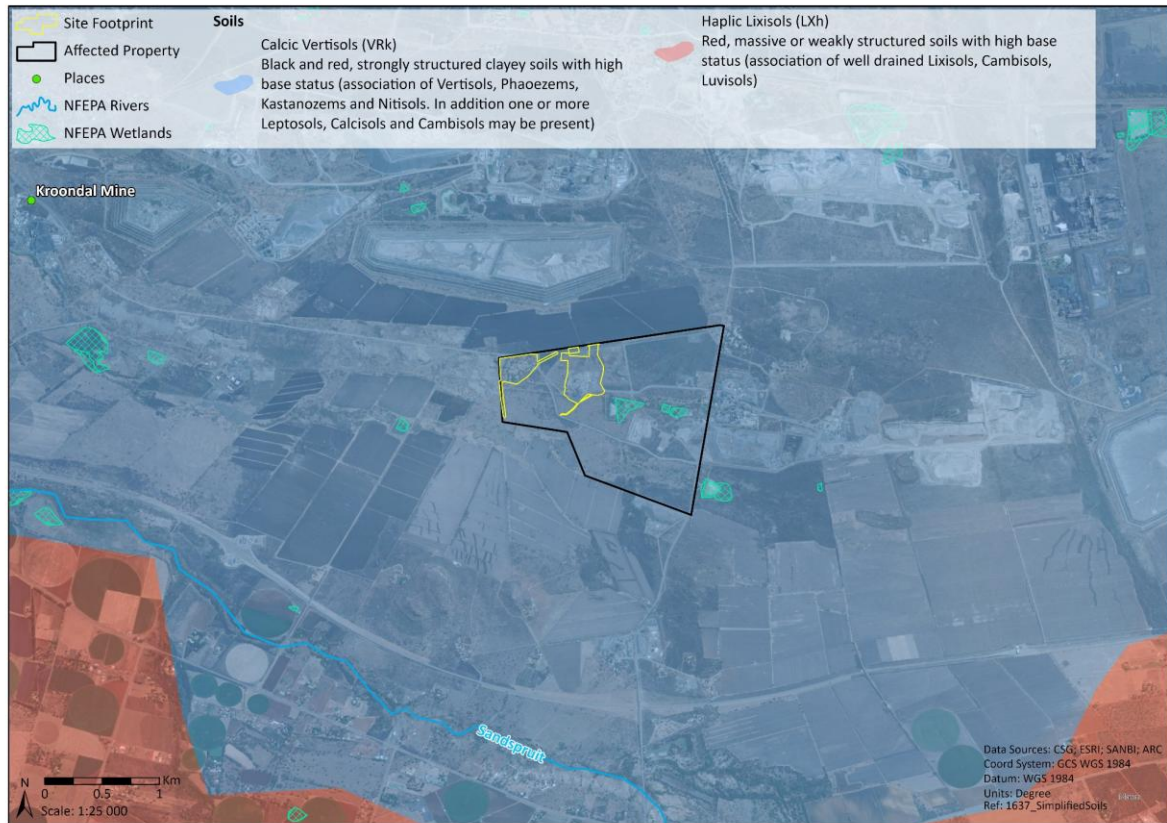 Site Footprint
Affected Property
Places
NFEPA Rivers
NFEPA Wetlands
Soils
Calcic Vertisols (VRk)
Black and red, strongly structured clayey soils with high
base status (association of Vertisols, Phaoezems,
Kastanozems and Nitisols. In addition one or more
Leptosols, Calcisols and Cambisols may be present)
Haplic Lixisols (LXh)
Red, massive or weakly structured soils with high base
status (association of well drained Lixisols, Cambisols,
Luvisols)
Kroondal Mine
Sandspruit
N
Km
0 0.5 1
Scale: 1:25 000
Data Sources: CSG; ESRI; SANBI; ARC
Coord System: GCS WGS 1984
Datum: WGS 1984
Units: Degree
Ref: 1637_SimplifiedSoils